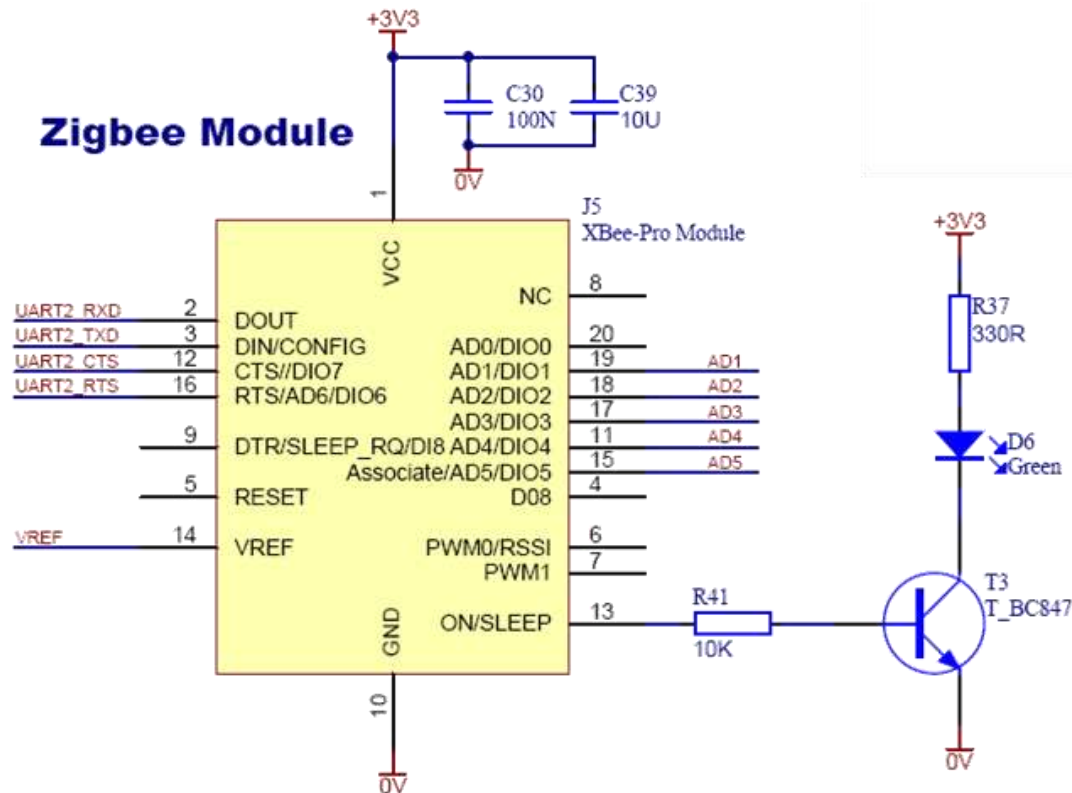 +3V3
C30
100N
C39
10U
Zigbee Module
0V
1
J5
XBee-Pro Module
VCC
+3V3
NC
8
UART2_RXD
2
DOUT
R37
330R
UART2_TXD
3
DIN/CONFIG
AD0/DIO0
20
UART2_CTS
12
CTS//DIO7
AD1/DIO1
19
AD1
UART2_RTS
16
RTS/AD6/DIO6
AD2/DIO2
18
AD2
AD3/DIO3
17
AD3
9
DTR/SLEEP_RQ/DI8
AD4/DIO4
11
AD4
D6
Green
Associate/AD5/DIO5
15
AD5
5
RESET
D08
4
VREF
14
VREF
PWM0/RSSI
6
PWM1
7
T3
T_BC847
ON/SLEEP
13
R41
10K
GND
10
0V
0V